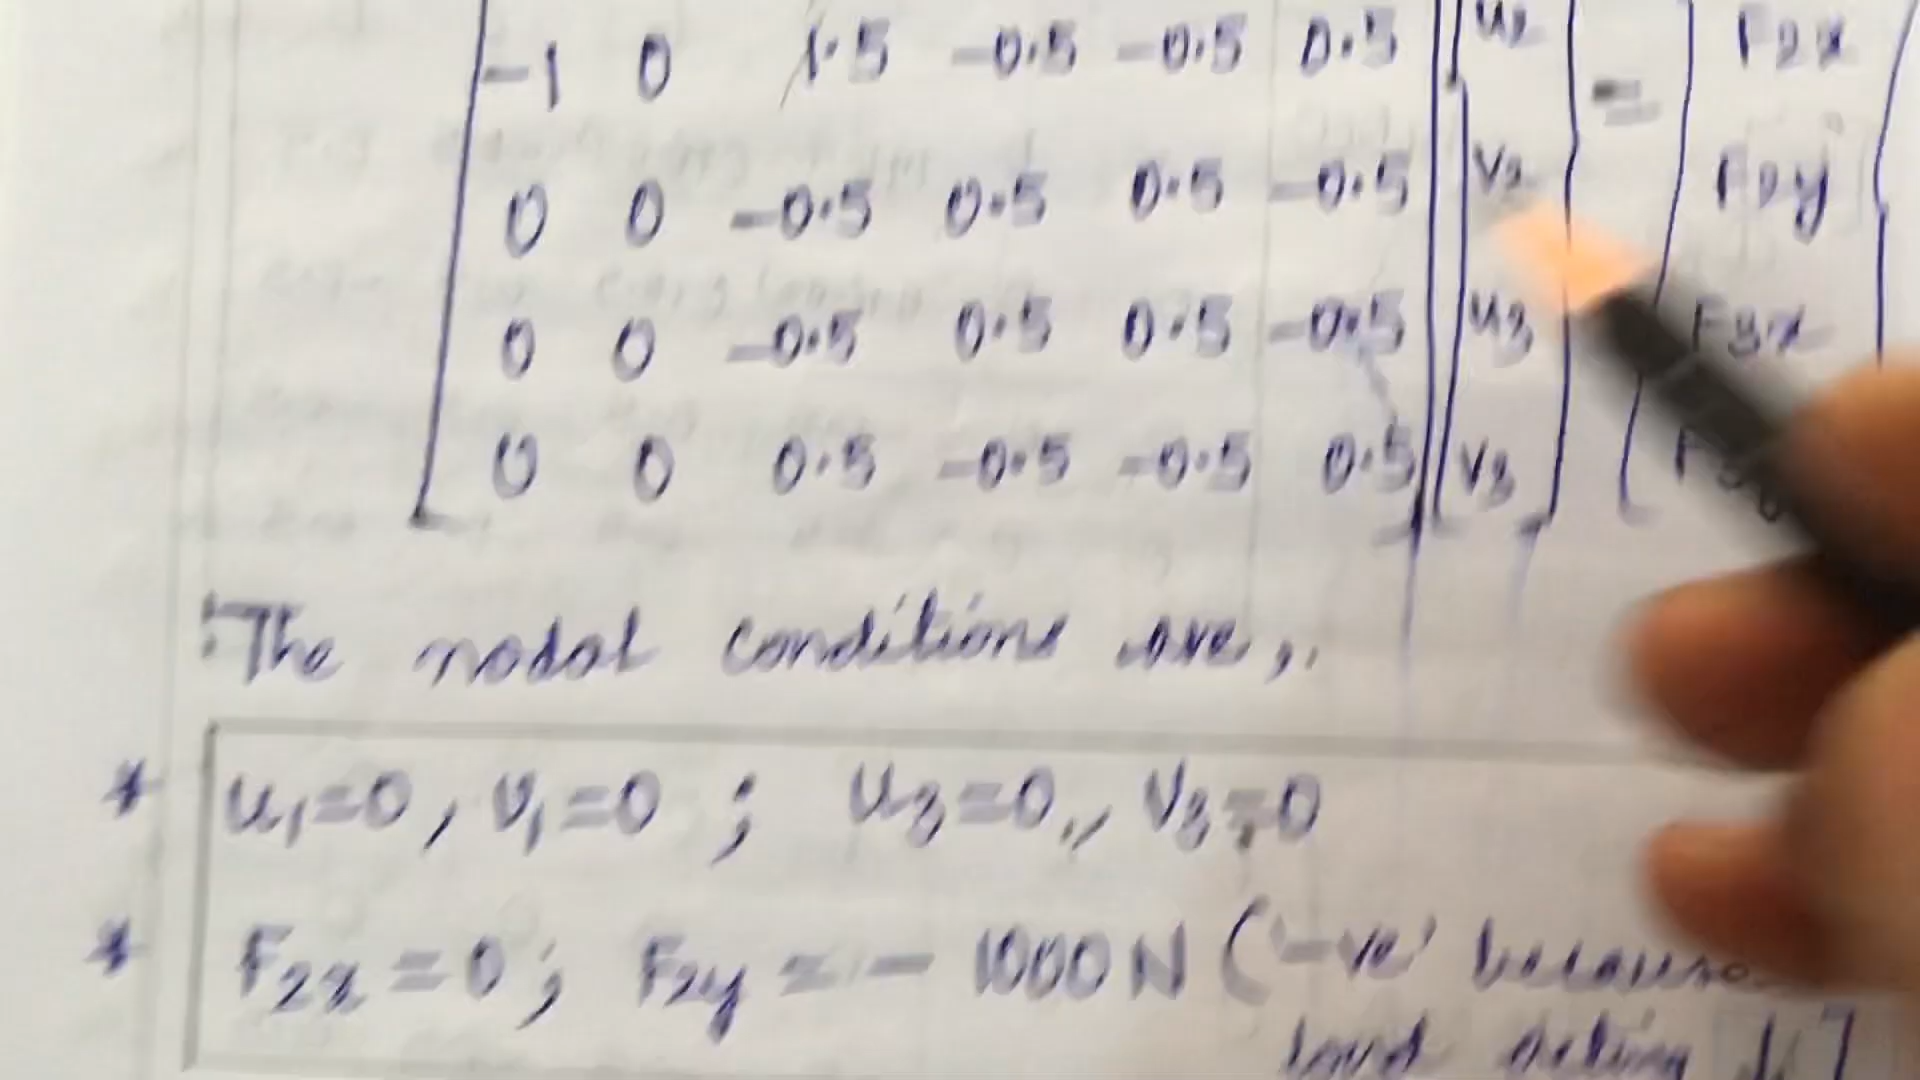 -1 0 1.5 -0.5 -0.5 0.5 u2 = F2x
0 0 -0.5 0.5 0.5 -0.5 v2 F2y
0 0 -0.5 0.5 0.5 -0.5 u3 F3x
0 0 0.5 -0.5 -0.5 0.5 v3
The nodal conditions are,
* u1=0, v1=0 ; u3=0, v3=0
* F2x = 0; F2y = - 1000 N ('-ve' because
load acting ↓]